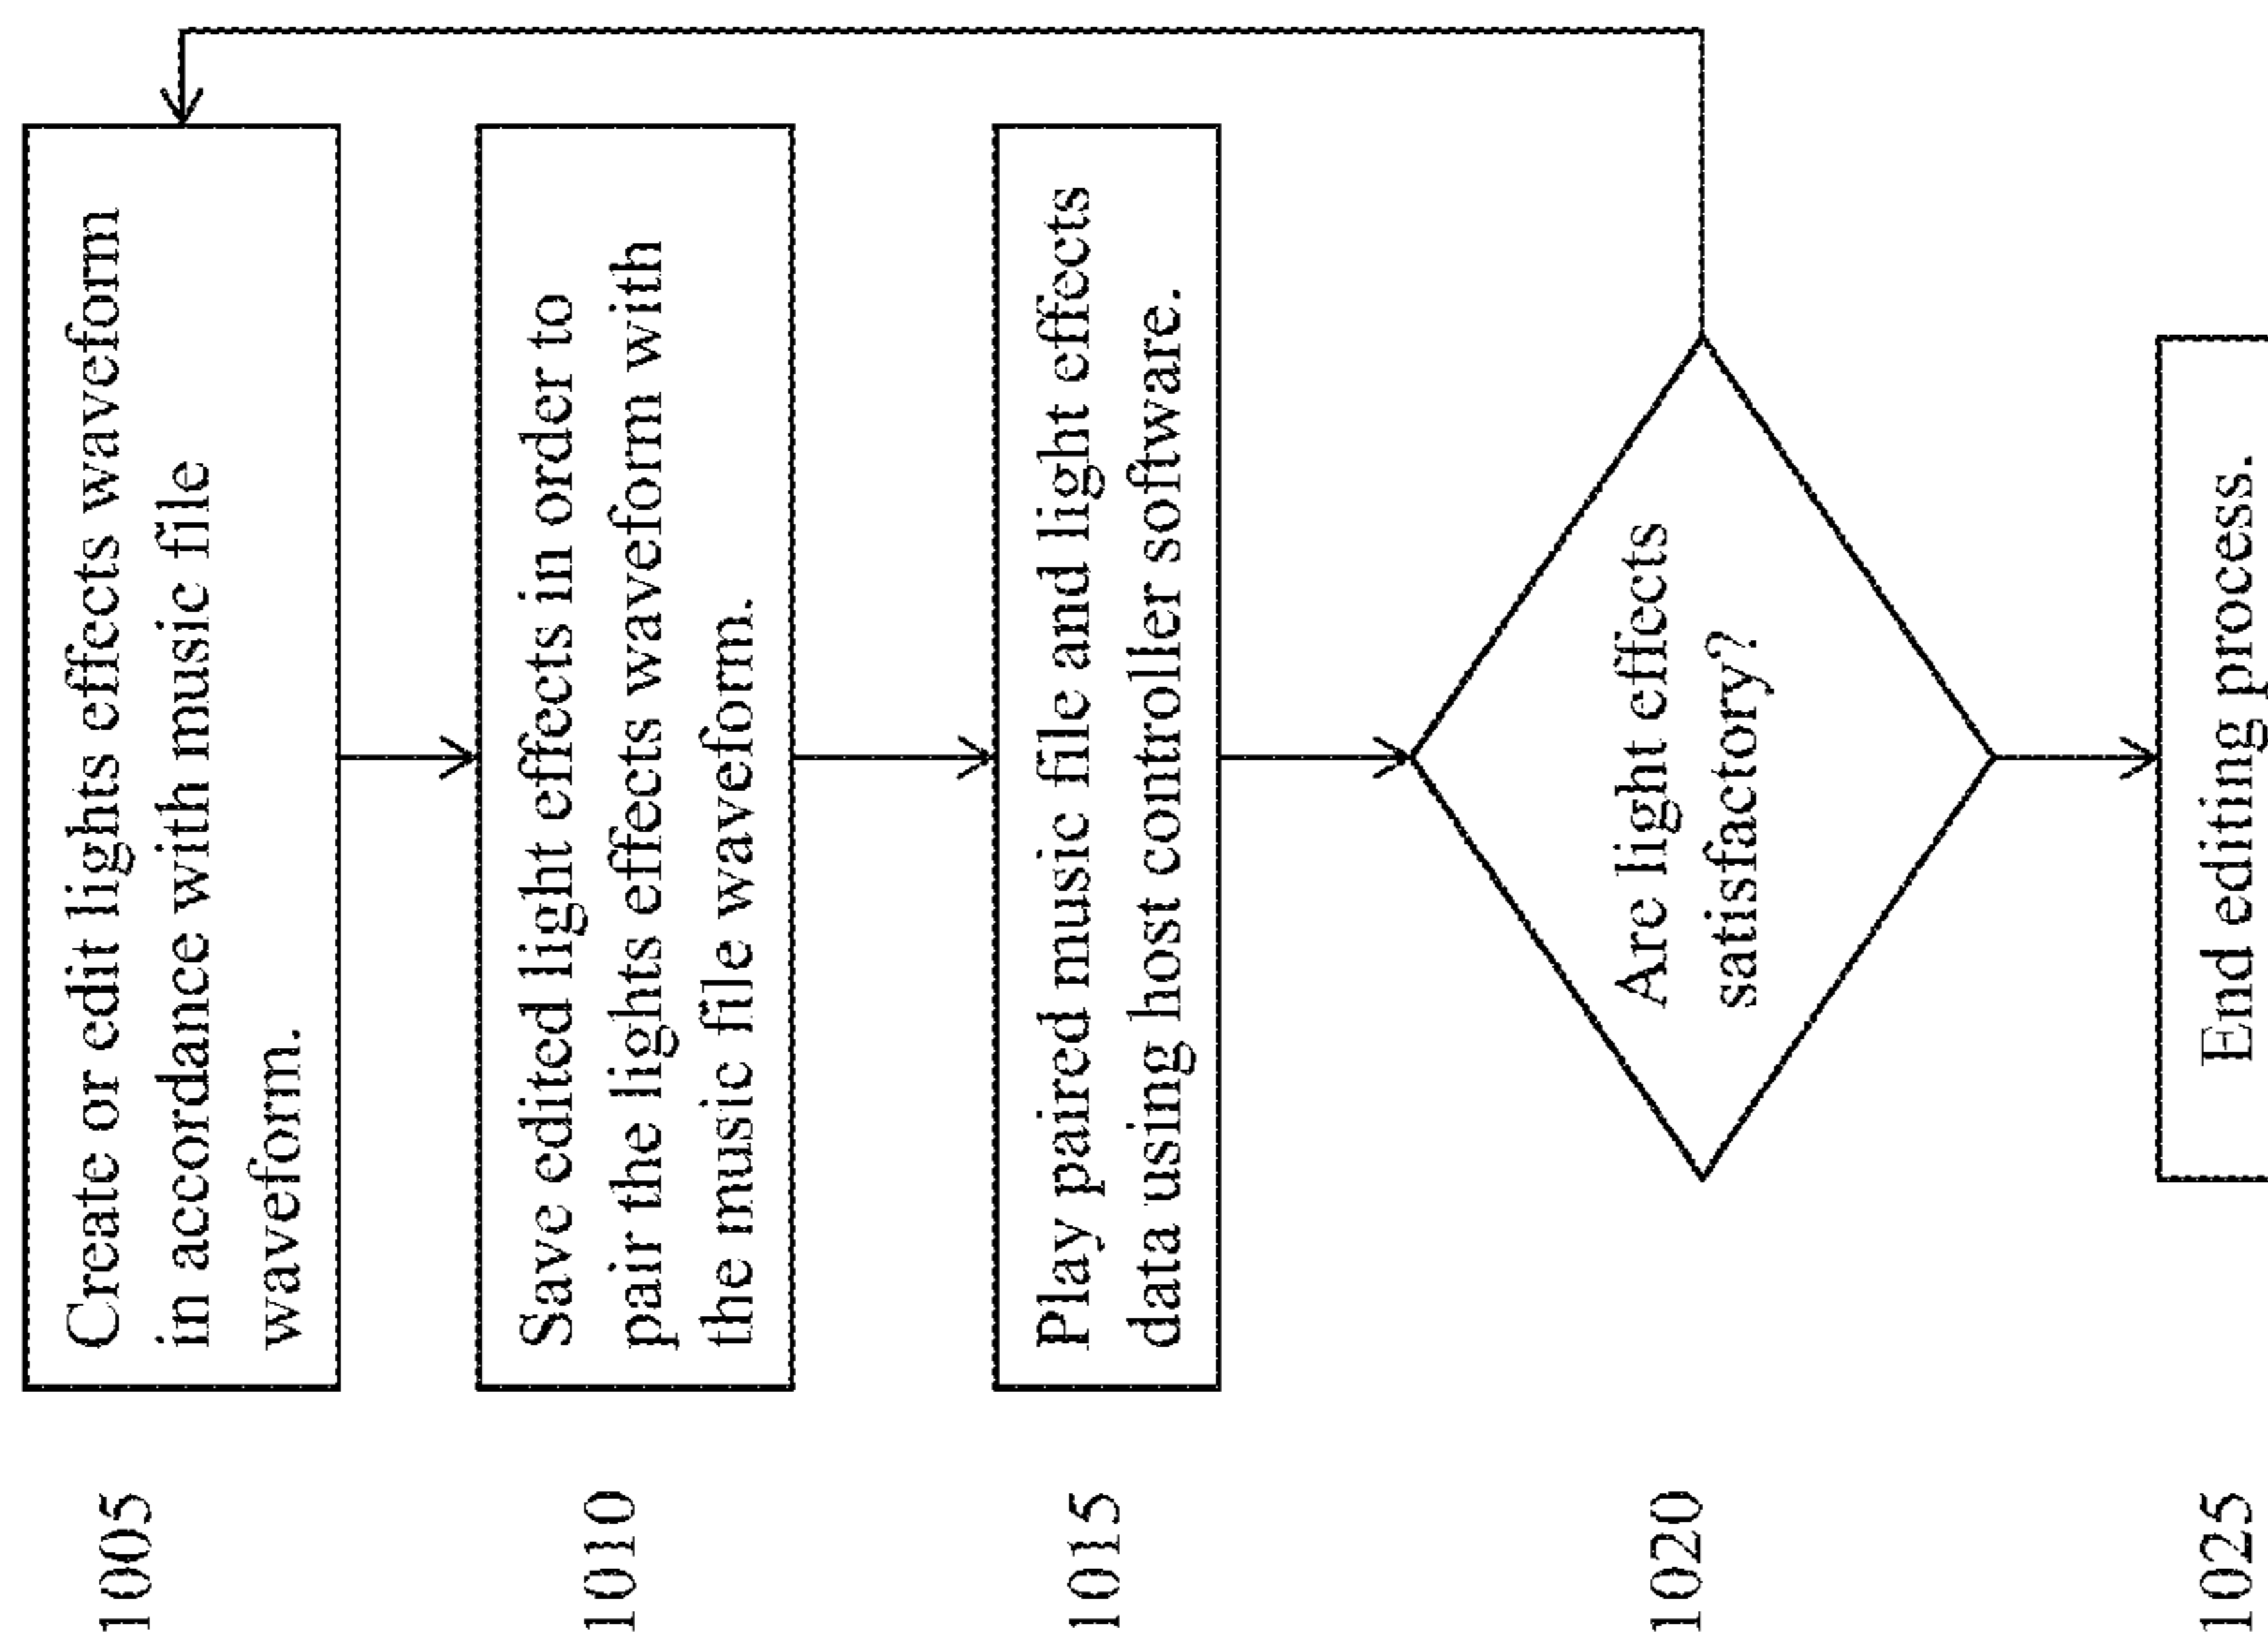 1005
Create or edit lights effects waveform
in accordance with music file
waveform.
1010
Save edited light effects in order to
pair the lights effects waveform with
the music file waveform.
1015
Play paired music file and light effects
data using host controller software.
1020
Are light effects
satisfactory?
1025
End editing process.